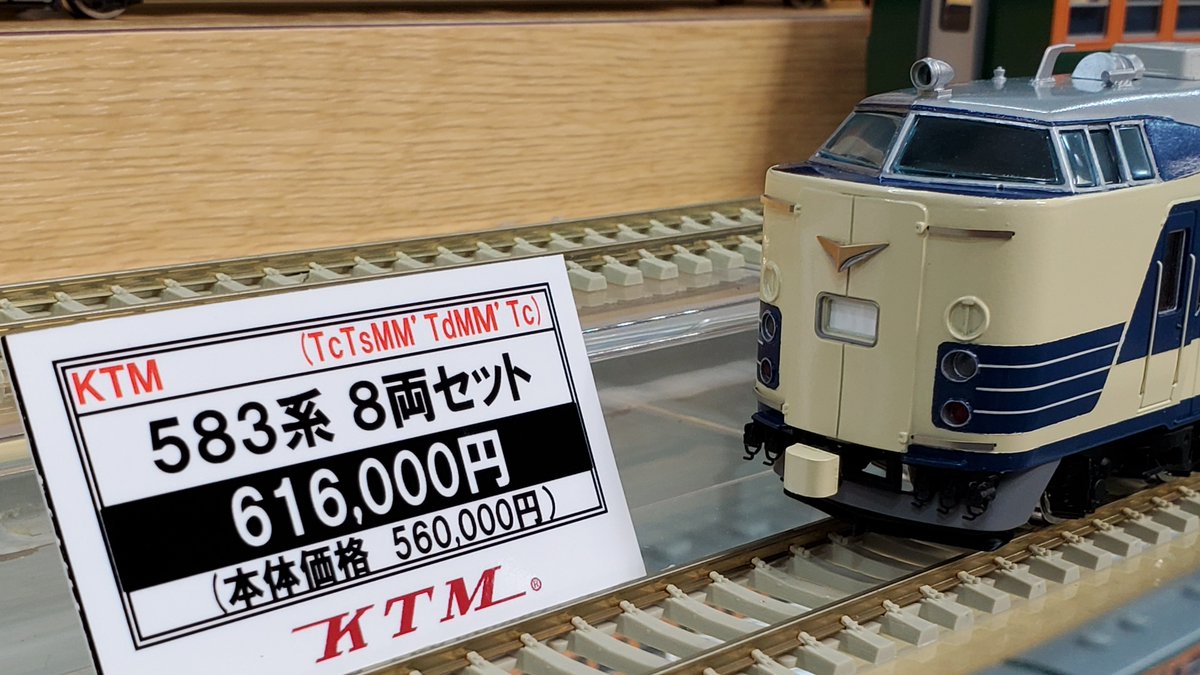 KTM (TcTsMM'TdMM'Tc)
583系 8両セット
616,000円
(本体価格 560,000円)
KTM®